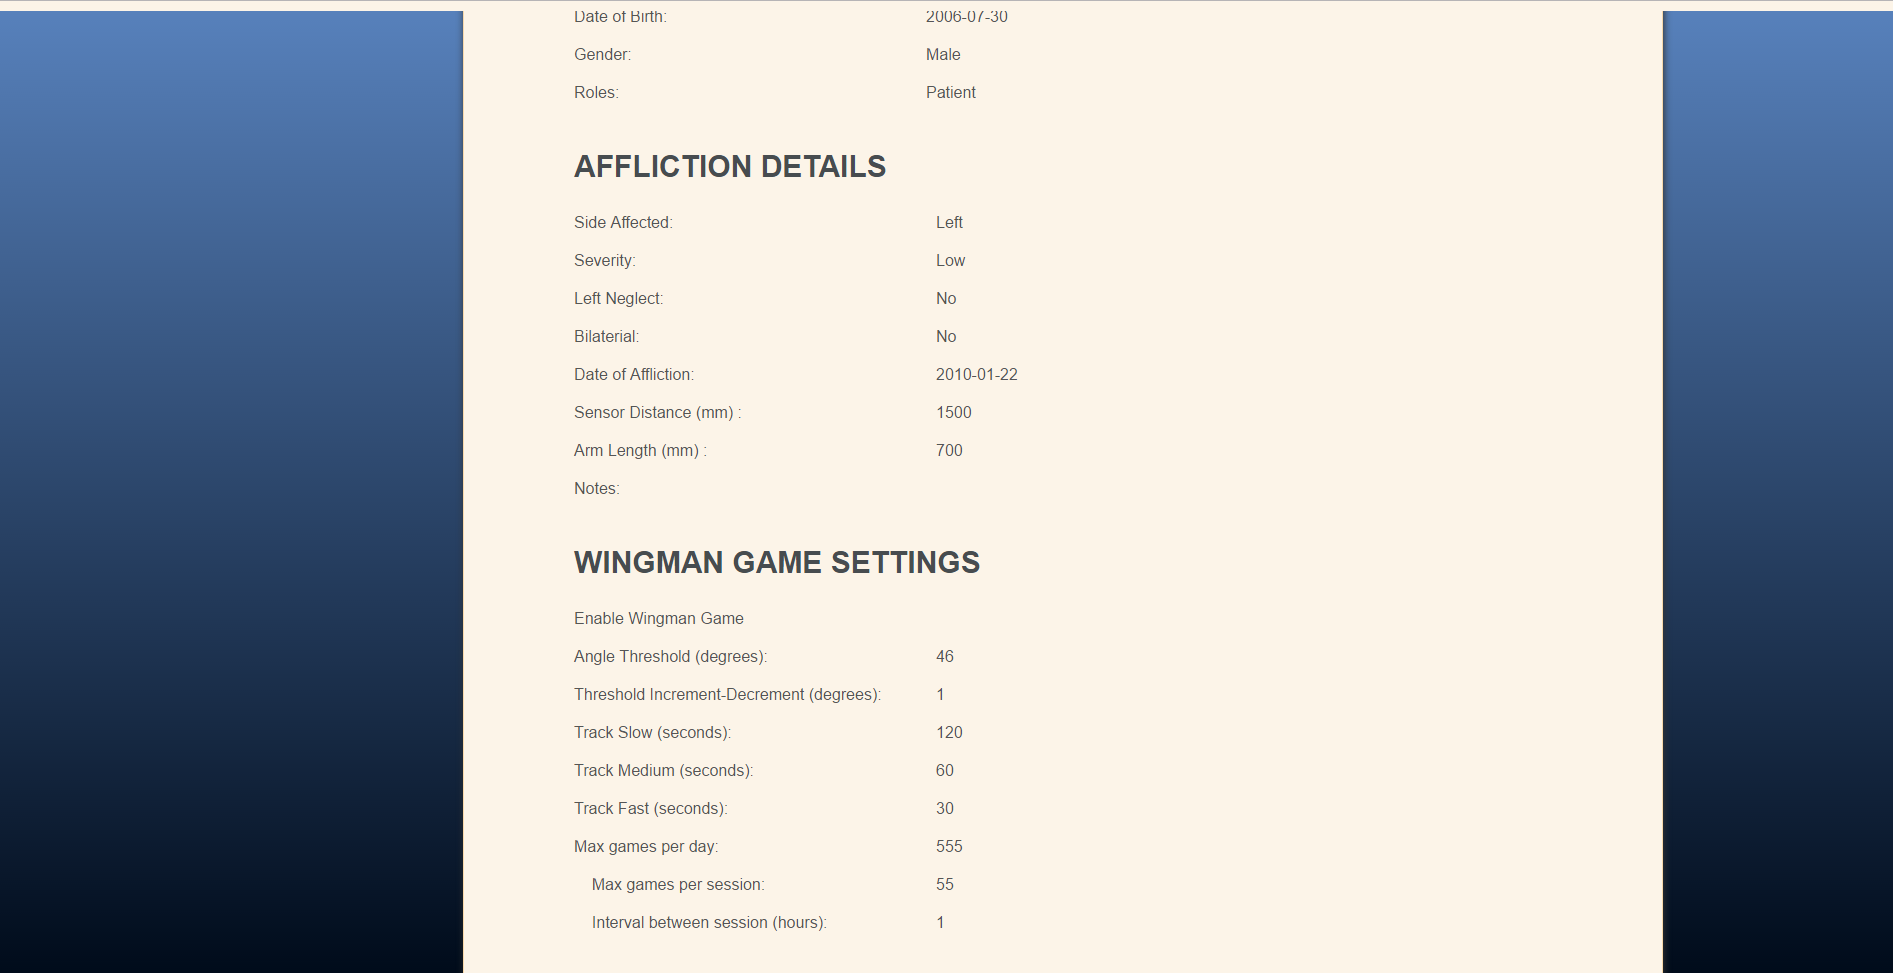 Date of Birth: 2006-07-30
Gender: Male
Roles: Patient
AFFLICTION DETAILS
Side Affected: Left
Severity: Low
Left Neglect: No
Bilaterial: No
Date of Affliction: 2010-01-22
Sensor Distance (mm) : 1500
Arm Length (mm) : 700
Notes:
WINGMAN GAME SETTINGS
Enable Wingman Game
Angle Threshold (degrees): 46
Threshold Increment-Decrement (degrees): 1
Track Slow (seconds): 120
Track Medium (seconds): 60
Track Fast (seconds): 30
Max games per day: 555
Max games per session: 55
Interval between session (hours): 1